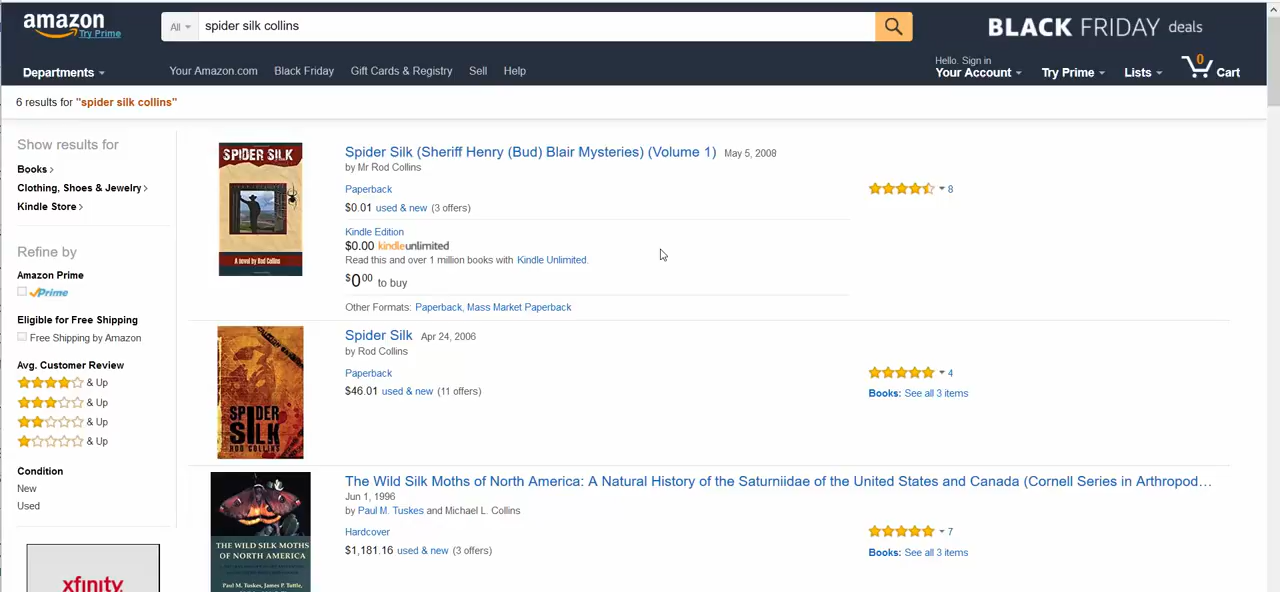 amazon
Try Prime
All
spider silk collins
BLACK FRIDAY deals
Departments
Your Amazon.com Black Friday Gift Cards & Registry Sell Help
Hello. Sign in
Your Account
Try Prime
Lists
0
Cart
6 results for "spider silk collins"
Show results for
Books
Clothing, Shoes & Jewelry
Kindle Store
Refine by
Amazon Prime
Prime
Eligible for Free Shipping
Free Shipping by Amazon
Avg. Customer Review
& Up
& Up
& Up
& Up
Condition
New
Used
xfinity
SPIDER SILK
A novel by Rod Collins
Spider Silk (Sheriff Henry (Bud) Blair Mysteries) (Volume 1) May 5, 2008
by Mr Rod Collins
Paperback
$0.01 used & new (3 offers)
Kindle Edition
$0.00 kindleunlimited
Read this and over 1 million books with Kindle Unlimited.
$0.00 to buy
Other Formats: Paperback, Mass Market Paperback
8
SPIDER
SILK
ROD COLLINS
Spider Silk Apr 24, 2006
by Rod Collins
Paperback
$46.01 used & new (11 offers)
4
Books: See all 3 items
THE WILD SILK MOTHS
OF NORTH AMERICA
Paul M. Tuskes, James P. Tuttle,
The Wild Silk Moths of North America: A Natural History of the Saturniidae of the United States and Canada (Cornell Series in Arthropod…
Jun 1, 1996
by Paul M. Tuskes and Michael L. Collins
Hardcover
$1,181.16 used & new (3 offers)
7
Books: See all 3 items